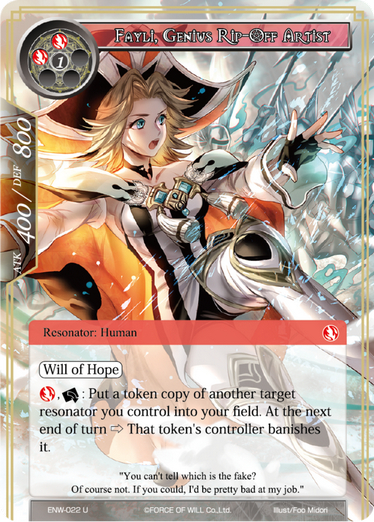 Fayli, Genius Rip-Off Artist
1
ATK 400 / DEF 800
Resonator: Human
Will of Hope
: Put a token copy of another target
resonator you control into your field. At the next
end of turn ⇨ That token's controller banishes
it.
"You can't tell which is the fake?
Of course not. If you could, I'd be pretty bad at my job."
ENW-022 U ©FORCE OF WILL Co.,Ltd. Illust/Foo Midori